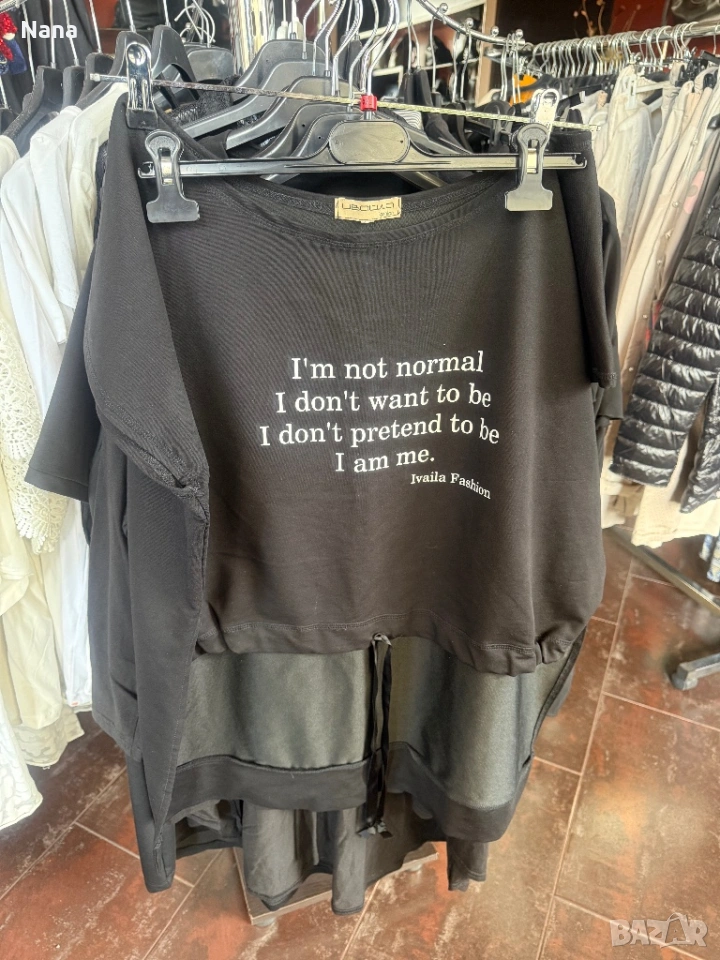 Nana
I'm not normal
I don't want to be
I don't pretend to be
I am me.
Ivaila Fashion
BAZAR